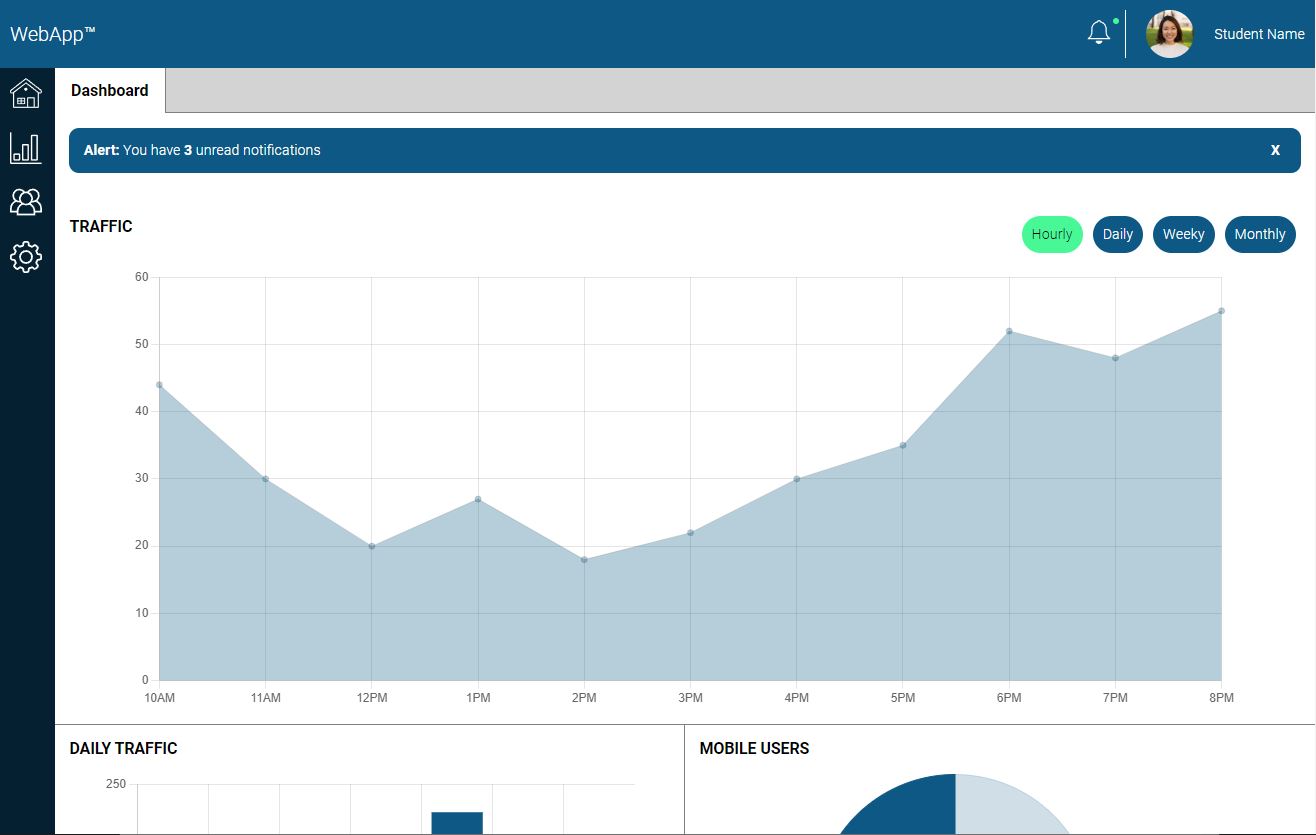 WebApp™
Student Name
Dashboard
Alert: You have 3 unread notifications
X
TRAFFIC
Hourly Daily Weeky Monthly
60
50
40
30
20
10
0
10AM 11AM 12PM 1PM 2PM 3PM 4PM 5PM 6PM 7PM 8PM
DAILY TRAFFIC
MOBILE USERS
250